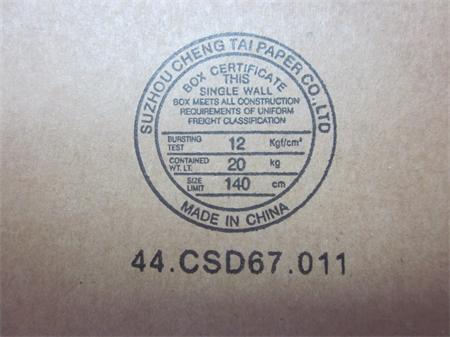 SUZHOU CHENG TAI PAPER CO.,LTD
BOX CERTIFICATE
THIS
SINGLE WALL
BOX MEETS ALL CONSTRUCTION
REQUIREMENTS OF UNIFORM
FREIGHT CLASSIFICATION
BURSTING TEST 12 Kgf/cm²
CONTAINED WT. LT. 20 kg
SIZE LIMIT 140 cm
MADE IN CHINA
44.CSD67.011